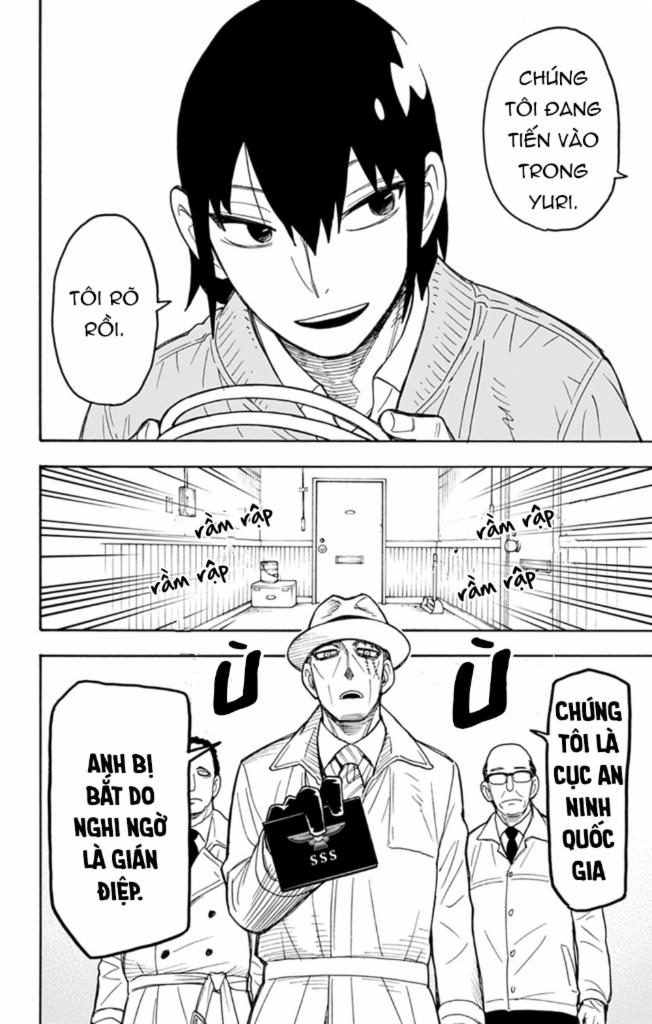 CHÚNG
TÔI ĐANG
TIẾN VÀO
TRONG
YURI.
TÔI RÕ
RỒI.
rầm rập
rầm rập
rầm rập
rầm rập
Ù
Ù
CHÚNG
TÔI LÀ
CỤC AN
NINH
QUỐC
GIA
ANH BỊ
BẮT DO
NGHI NGỜ
LÀ GIÁN
ĐIỆP.
SSS